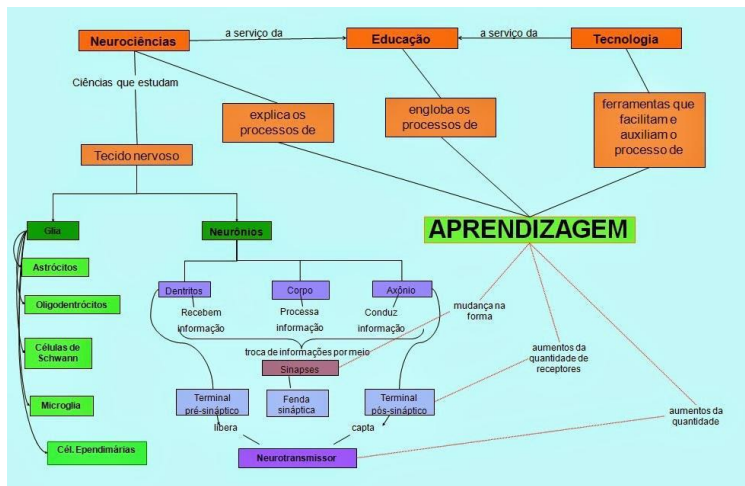 Neurociências
a serviço da
Educação
a serviço da
Tecnologia
Ciências que estudam
explica os
processos de
engloba os
processos de
ferramentas que
facilitam e
auxiliam o
processo de
Tecido nervoso
Glia
Neurônios
APRENDIZAGEM
Astrócitos
Oligodentrócitos
Células de
Schwann
Microglia
Cél. Ependimárias
Dentritos
Corpo
Axônio
Recebem
informação
Processa
informação
Conduz
informação
troca de informações por meio
Sinapses
Terminal
pré-sináptico
Fenda
sináptica
Terminal
pós-sináptico
libera
capta
Neurotransmissor
mudança na
forma
aumentos da
quantidade de
receptores
aumentos da
quantidade